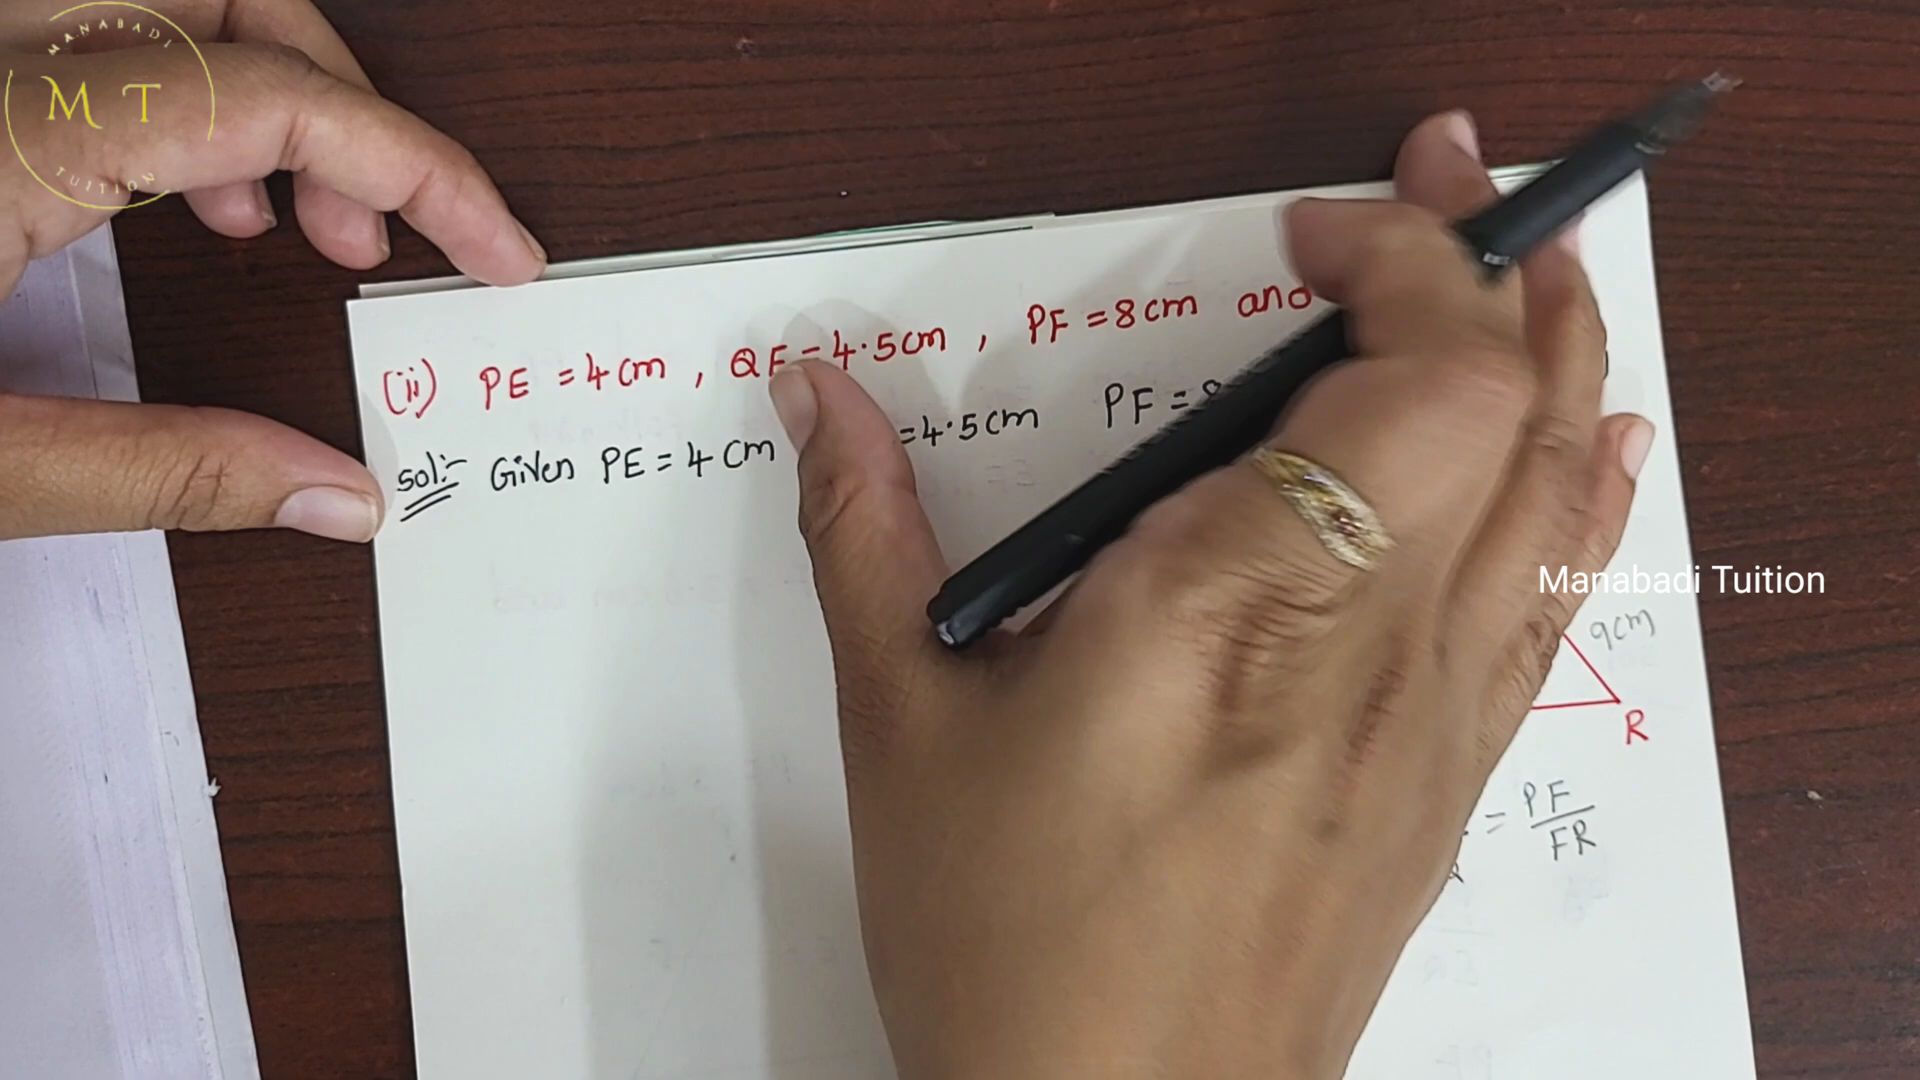 MANABADI
M T
TUITION
(ii) PE = 4 cm , QF = 4.5 cm , PF = 8 cm and
Sol:- Given PE = 4 cm = 4.5 cm PF =
Manabadi Tuition
9cm
R
= PF
FR